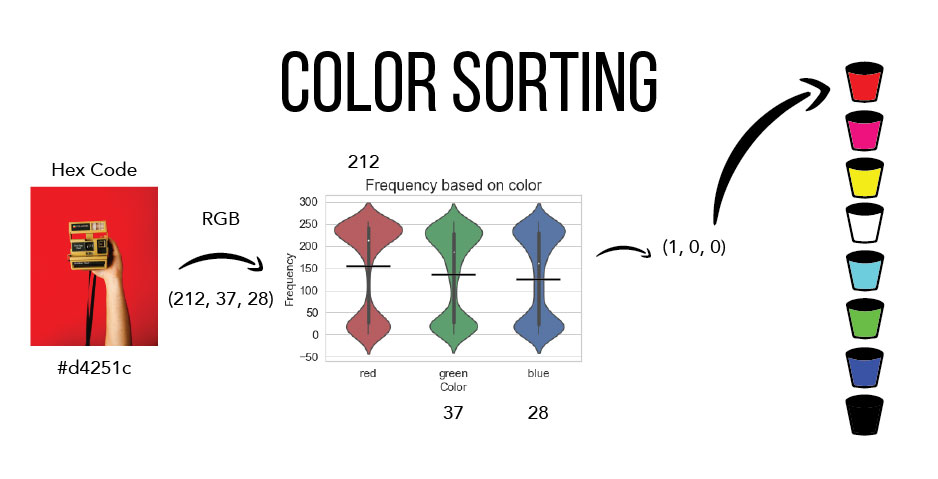 COLOR SORTING
Hex Code
#d4251c
RGB
(212, 37, 28)
212
Frequency based on color
Frequency
300
250
200
150
100
50
0
−50
red
green
blue
Color
37
28
(1, 0, 0)